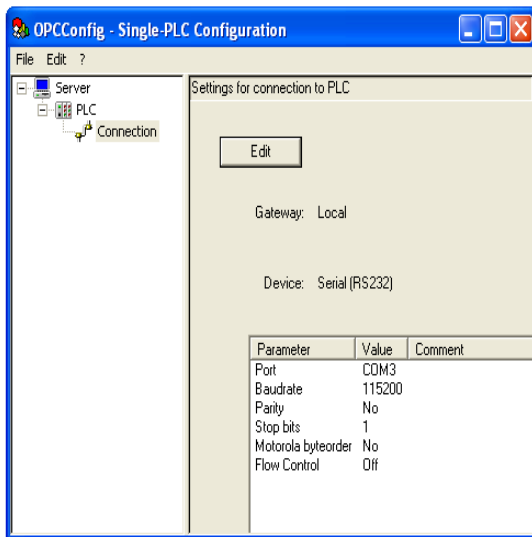 OPCConfig - Single-PLC Configuration
File Edit ?
Server
PLC
Connection
Settings for connection to PLC
Edit
Gateway: Local
Device: Serial (RS232)
Parameter Value Comment
Port COM3
Baudrate 115200
Parity No
Stop bits 1
Motorola byteorder No
Flow Control Off